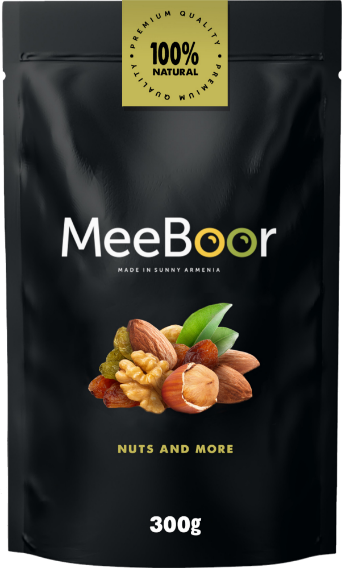 PREMIUM QUALITY
100%
NATURAL
PREMIUM QUALITY
MeeBoor
MADE IN SUNNY ARMENIA
NUTS AND MORE
300g